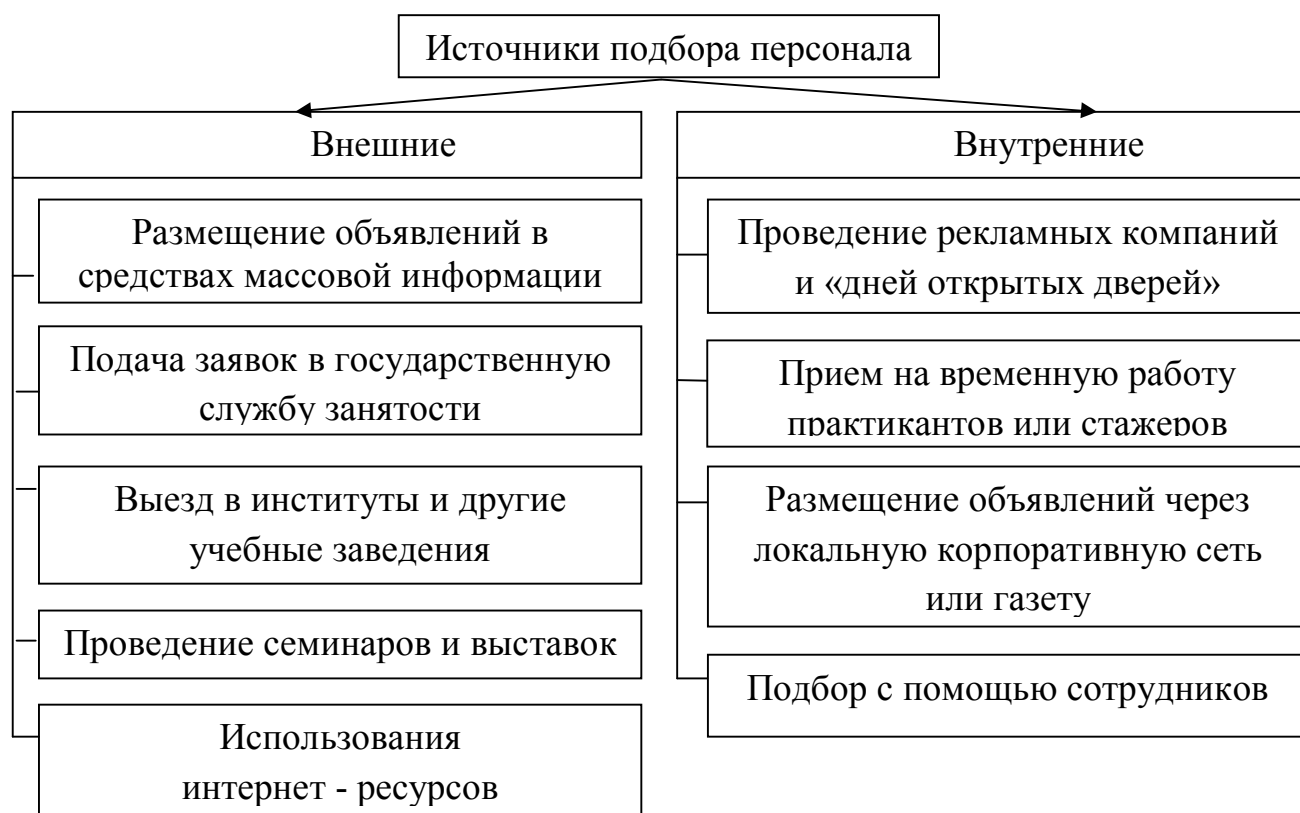 Источники подбора персонала
Внешние
Размещение объявлений в
средствах массовой информации
Подача заявок в государственную
службу занятости
Выезд в институты и другие
учебные заведения
Проведение семинаров и выставок
Использования
интернет - ресурсов
Внутренние
Проведение рекламных компаний
и «дней открытых дверей»
Прием на временную работу
практикантов или стажеров
Размещение объявлений через
локальную корпоративную сеть
или газету
Подбор с помощью сотрудников